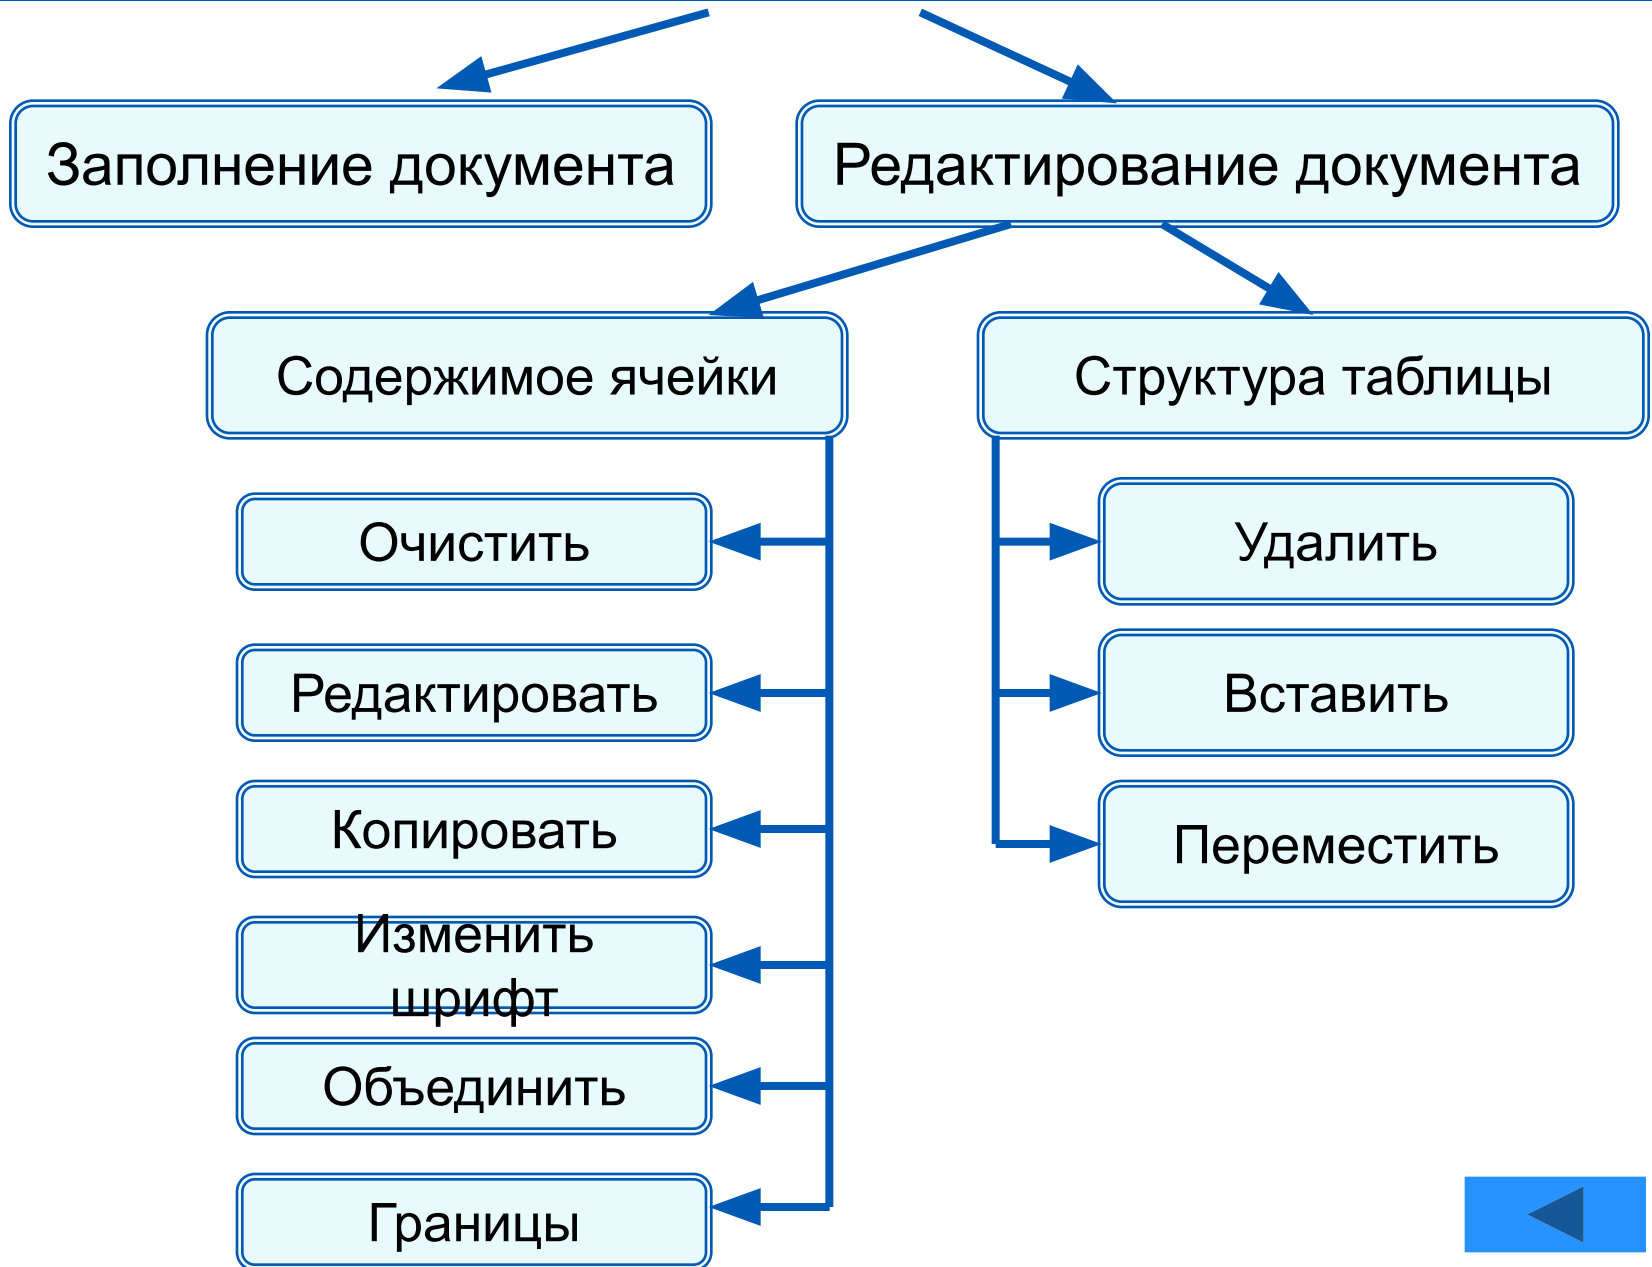 Заполнение документа
Редактирование документа
Содержимое ячейки
Структура таблицы
Очистить
Редактировать
Копировать
Изменить
шрифт
Объединить
Границы
Удалить
Вставить
Переместить